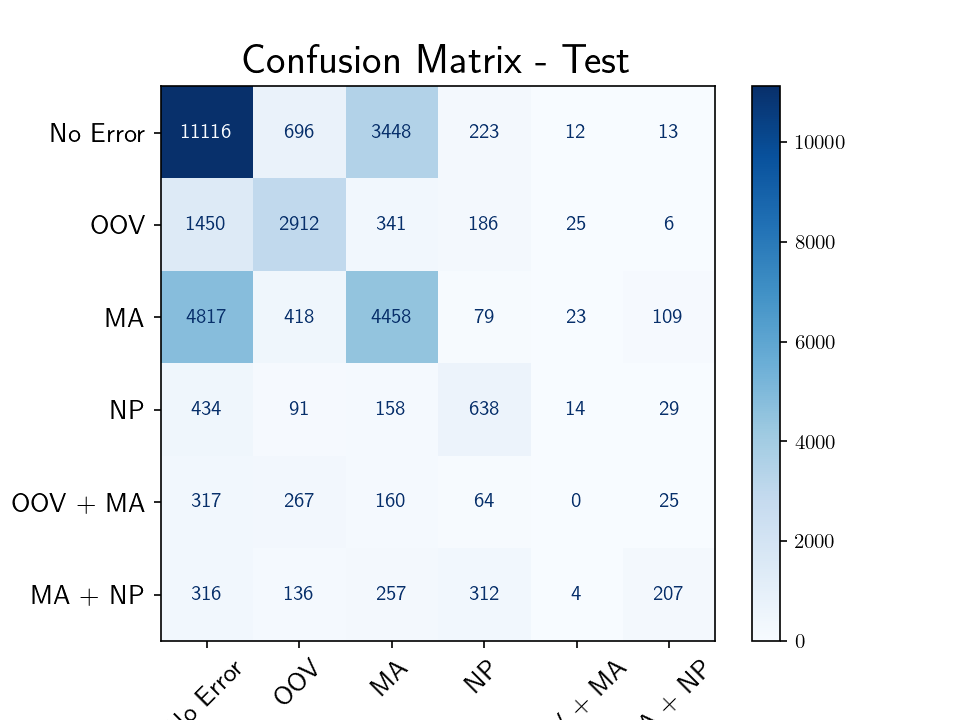 Confusion Matrix - Test
No Error 11116 696 3448 223 12 13
OOV 1450 2912 341 186 25 6
MA 4817 418 4458 79 23 109
NP 434 91 158 638 14 29
OOV + MA 317 267 160 64 0 25
MA + NP 316 136 257 312 4 207
Error OOV MA NP + MA + NP
10000
8000
6000
4000
2000
0